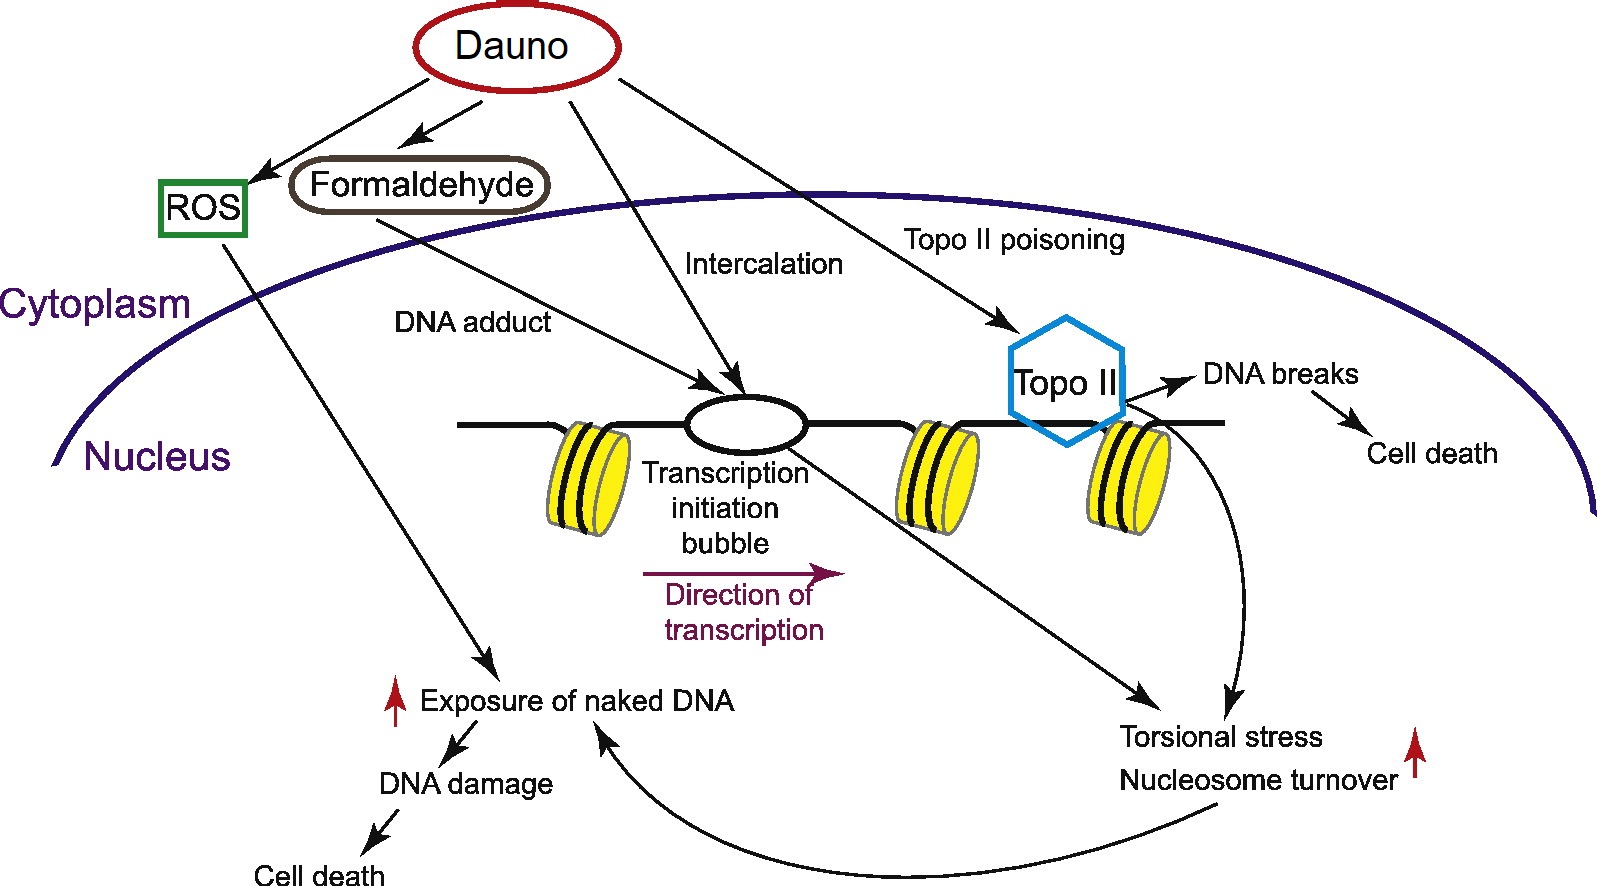 Dauno
Formaldehyde
ROS
Topo II poisoning
Intercalation
Cytoplasm
DNA adduct
Topo II
DNA breaks
Nucleus
Cell death
Transcription
initiation
bubble
Direction of
transcription
Exposure of naked DNA
Torsional stress
Nucleosome turnover
DNA damage
Cell death